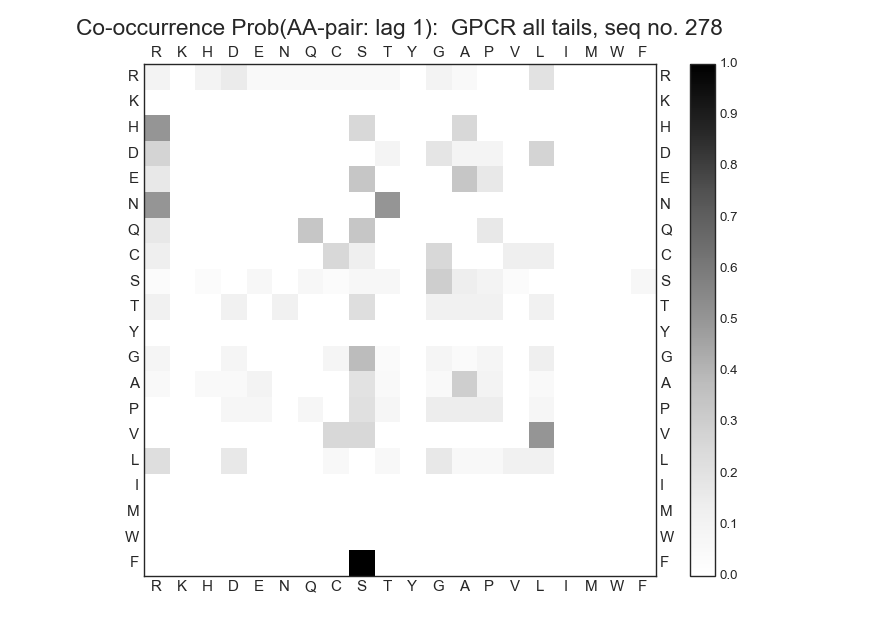 Co-occurrence Prob(AA-pair: lag 1):  GPCR all tails, seq no. 278
R K H D E N Q C S T Y G A P V L I M W F
R R
K K
H H
D D
E E
N N
Q Q
C C
S S
T T
Y Y
G G
A A
P P
V V
L L
I I
M M
W W
F F
R K H D E N Q C S T Y G A P V L I M W F
1.0
0.9
0.8
0.7
0.6
0.5
0.4
0.3
0.2
0.1
0.0